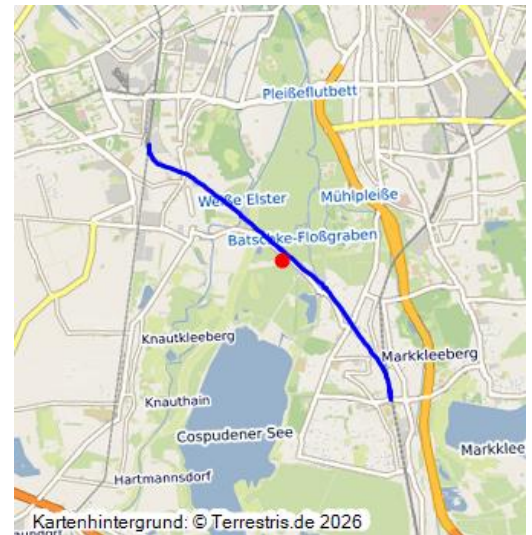 Pleißeflutbett
Weiße Elster
Mühlpleiße
Batschke-Floßgraben
Knautkleeberg
Markkleeberg
Knauthain
Cospudener See
Markklee
Hartmannsdorf
Kartenhintergrund: © Terrestris.de 2026